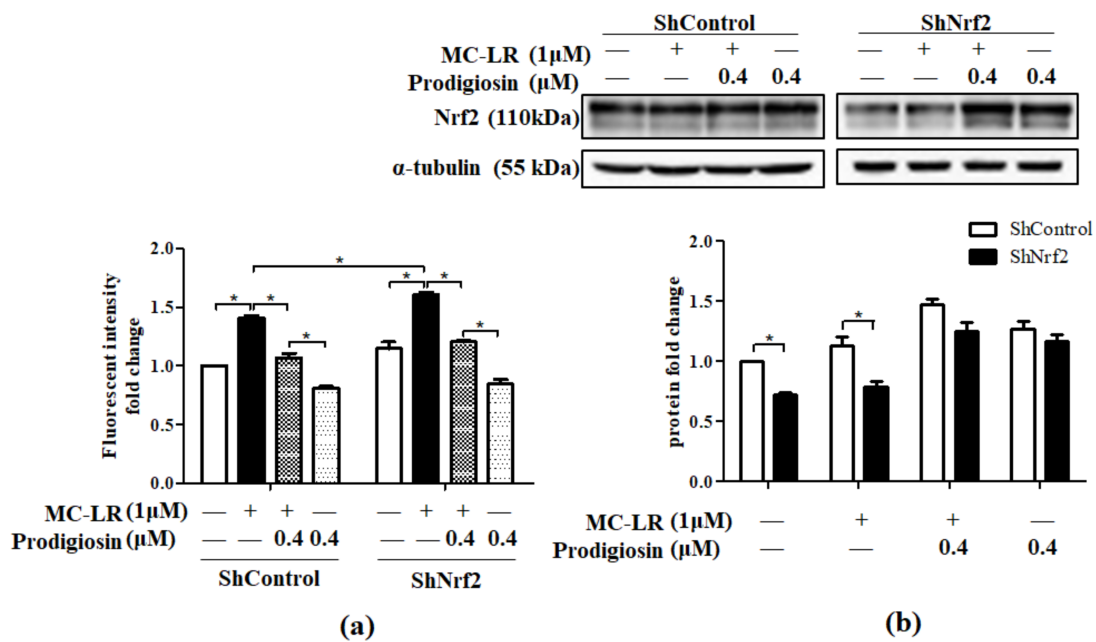 ShControl ShNrf2
MC-LR (1μM) — + + — — + + —
Prodigiosin (μM) — — 0.4 0.4 — — 0.4 0.4
Nrf2 (110kDa)
α-tubulin (55 kDa)
Fluorescent intensity
fold change
2.0
1.5
1.0
0.5
0.0
* * * * * * *
MC-LR (1μM) — + + — — + + —
Prodigiosin (μM) — — 0.4 0.4 — — 0.4 0.4
ShControl ShNrf2
(a)
protein fold change
2.0
1.5
1.0
0.5
0.0
ShControl
ShNrf2
* *
MC-LR (1μM) — + + —
Prodigiosin (μM) — — 0.4 0.4
(b)